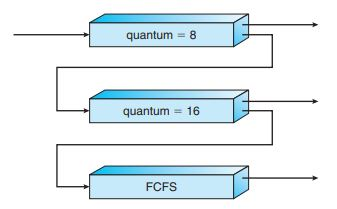 quantum = 8
quantum = 16
FCFS